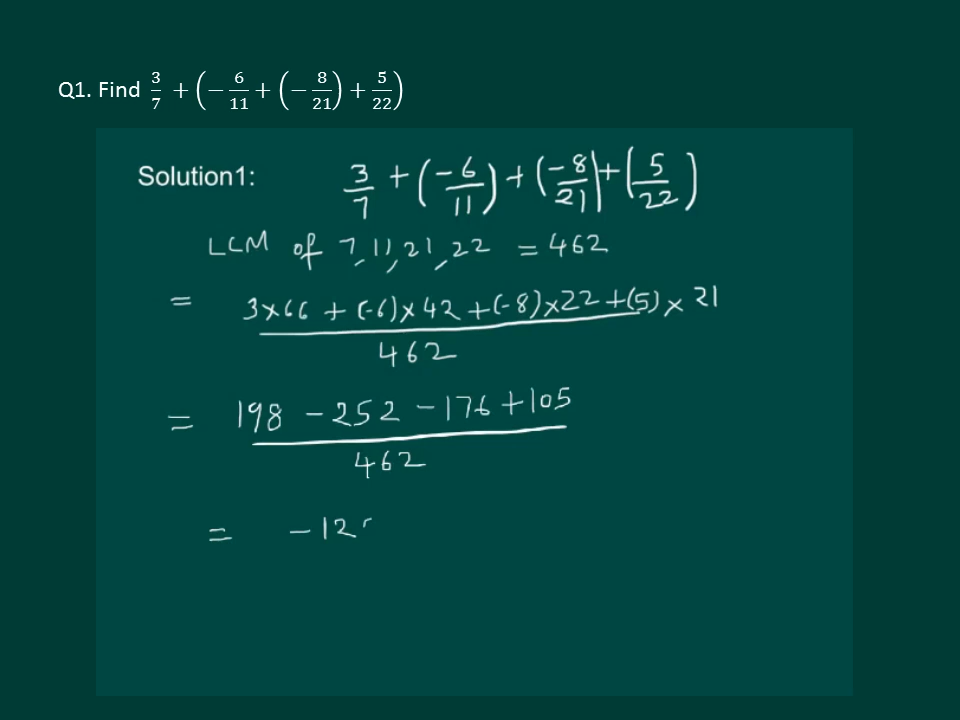 Q1. Find 3/7 + (−6/11 + (−8/21) + 5/22)
Solution1: 3/7 + (-6/11) + (-8/21) + (5/22)
LCM of 7, 11, 21, 22 = 462
= 3×66 + (-6)×42 + (-8)×22 + (5)×21
462
= 198 - 252 - 176 + 105
462
= -12